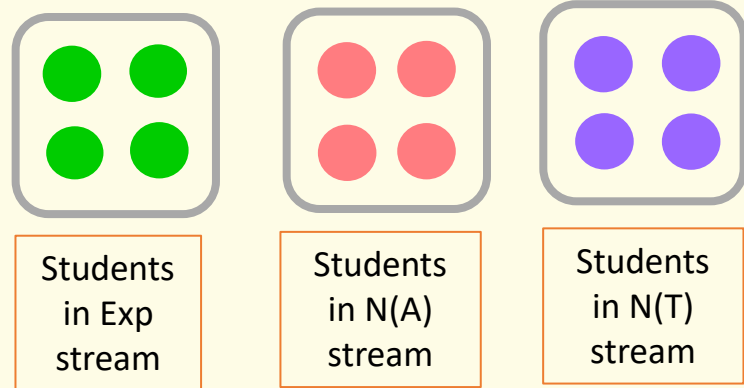 Students
in Exp
stream
Students
in N(A)
stream
Students
in N(T)
stream